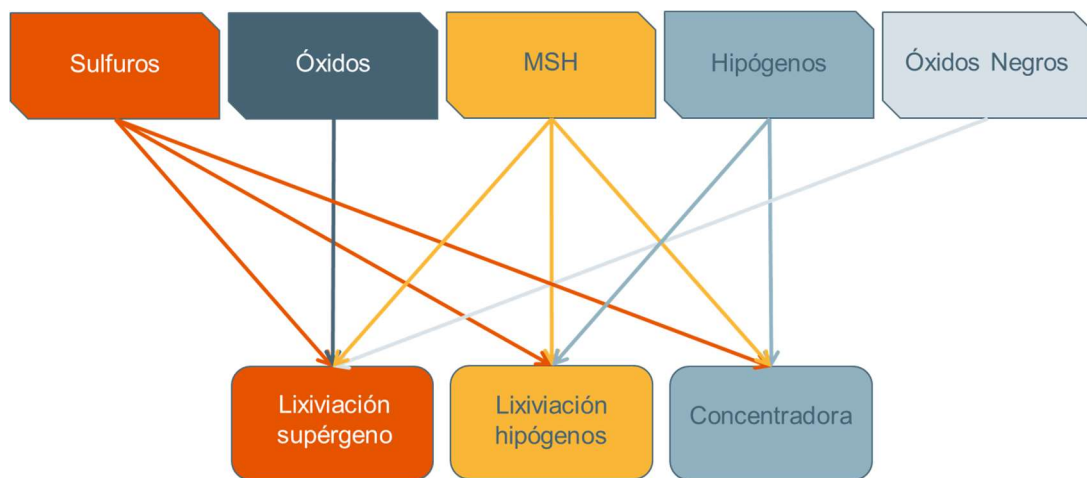 Sulfuros
Óxidos
MSH
Hipógenos
Óxidos Negros
Lixiviación
supérgeno
Lixiviación
hipógenos
Concentradora